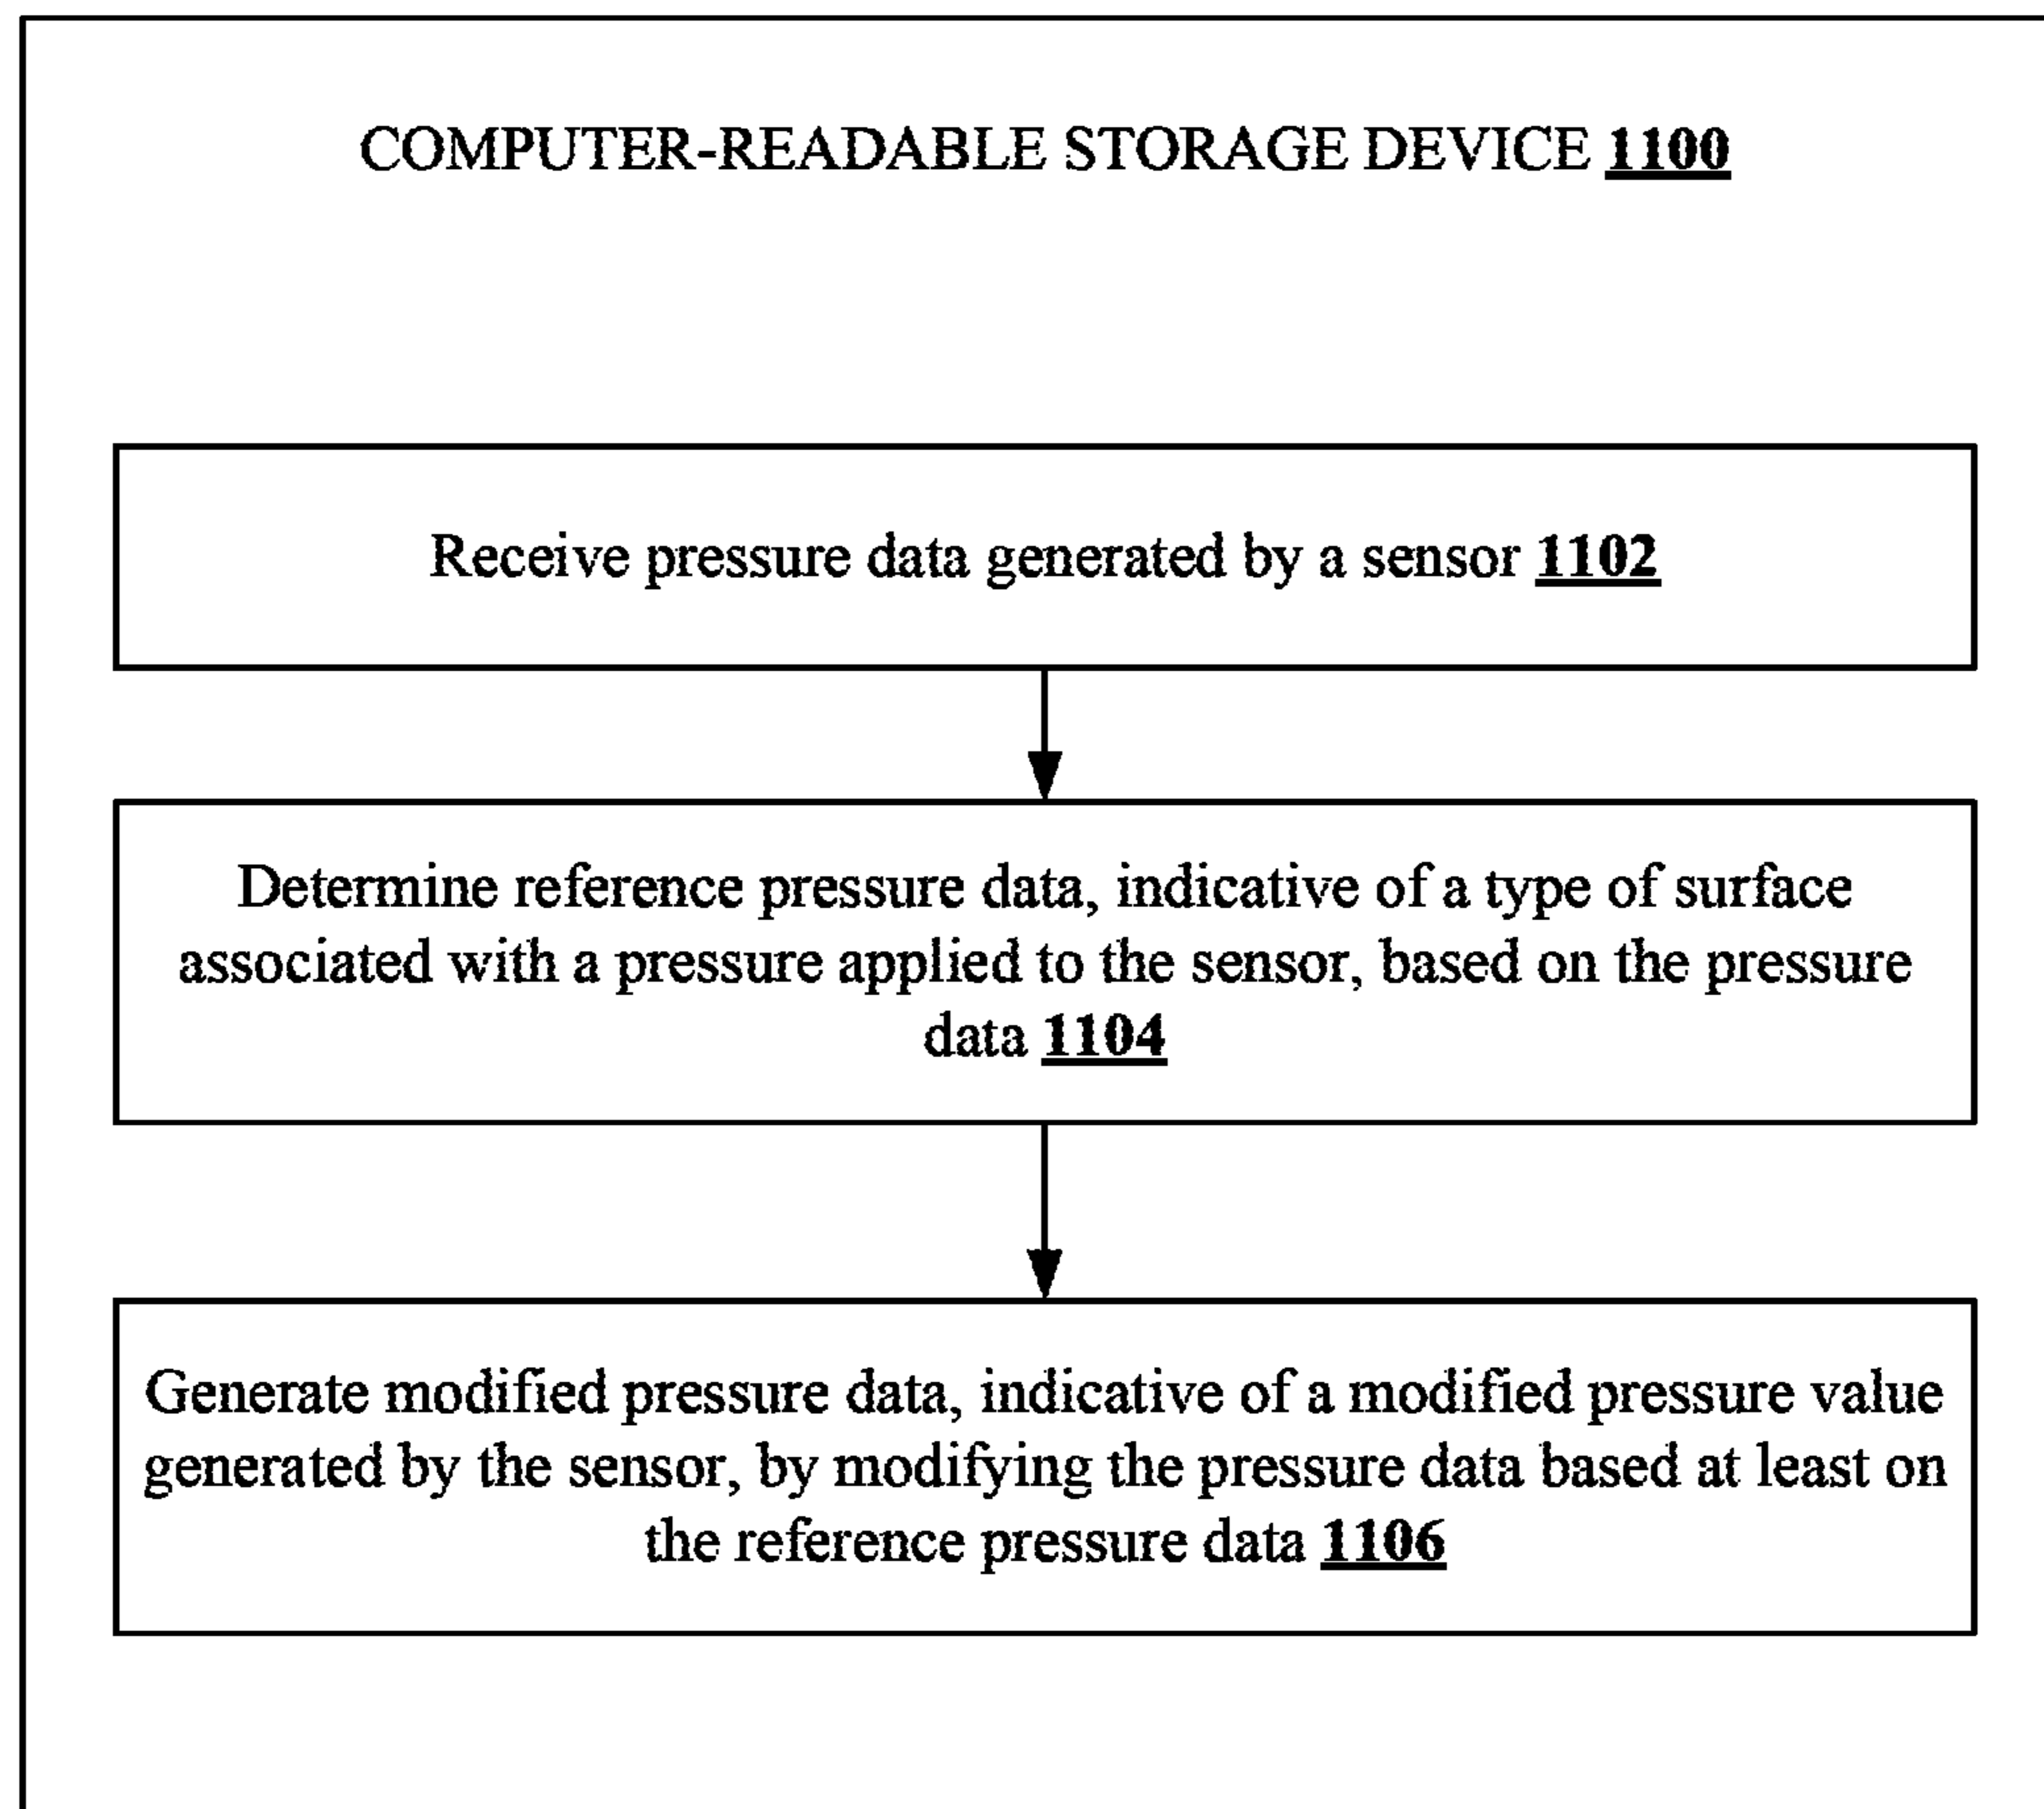 COMPUTER-READABLE STORAGE DEVICE 1100
Receive pressure data generated by a sensor 1102
Determine reference pressure data, indicative of a type of surface
associated with a pressure applied to the sensor, based on the pressure
data 1104
Generate modified pressure data, indicative of a modified pressure value
generated by the sensor, by modifying the pressure data based at least on
the reference pressure data 1106